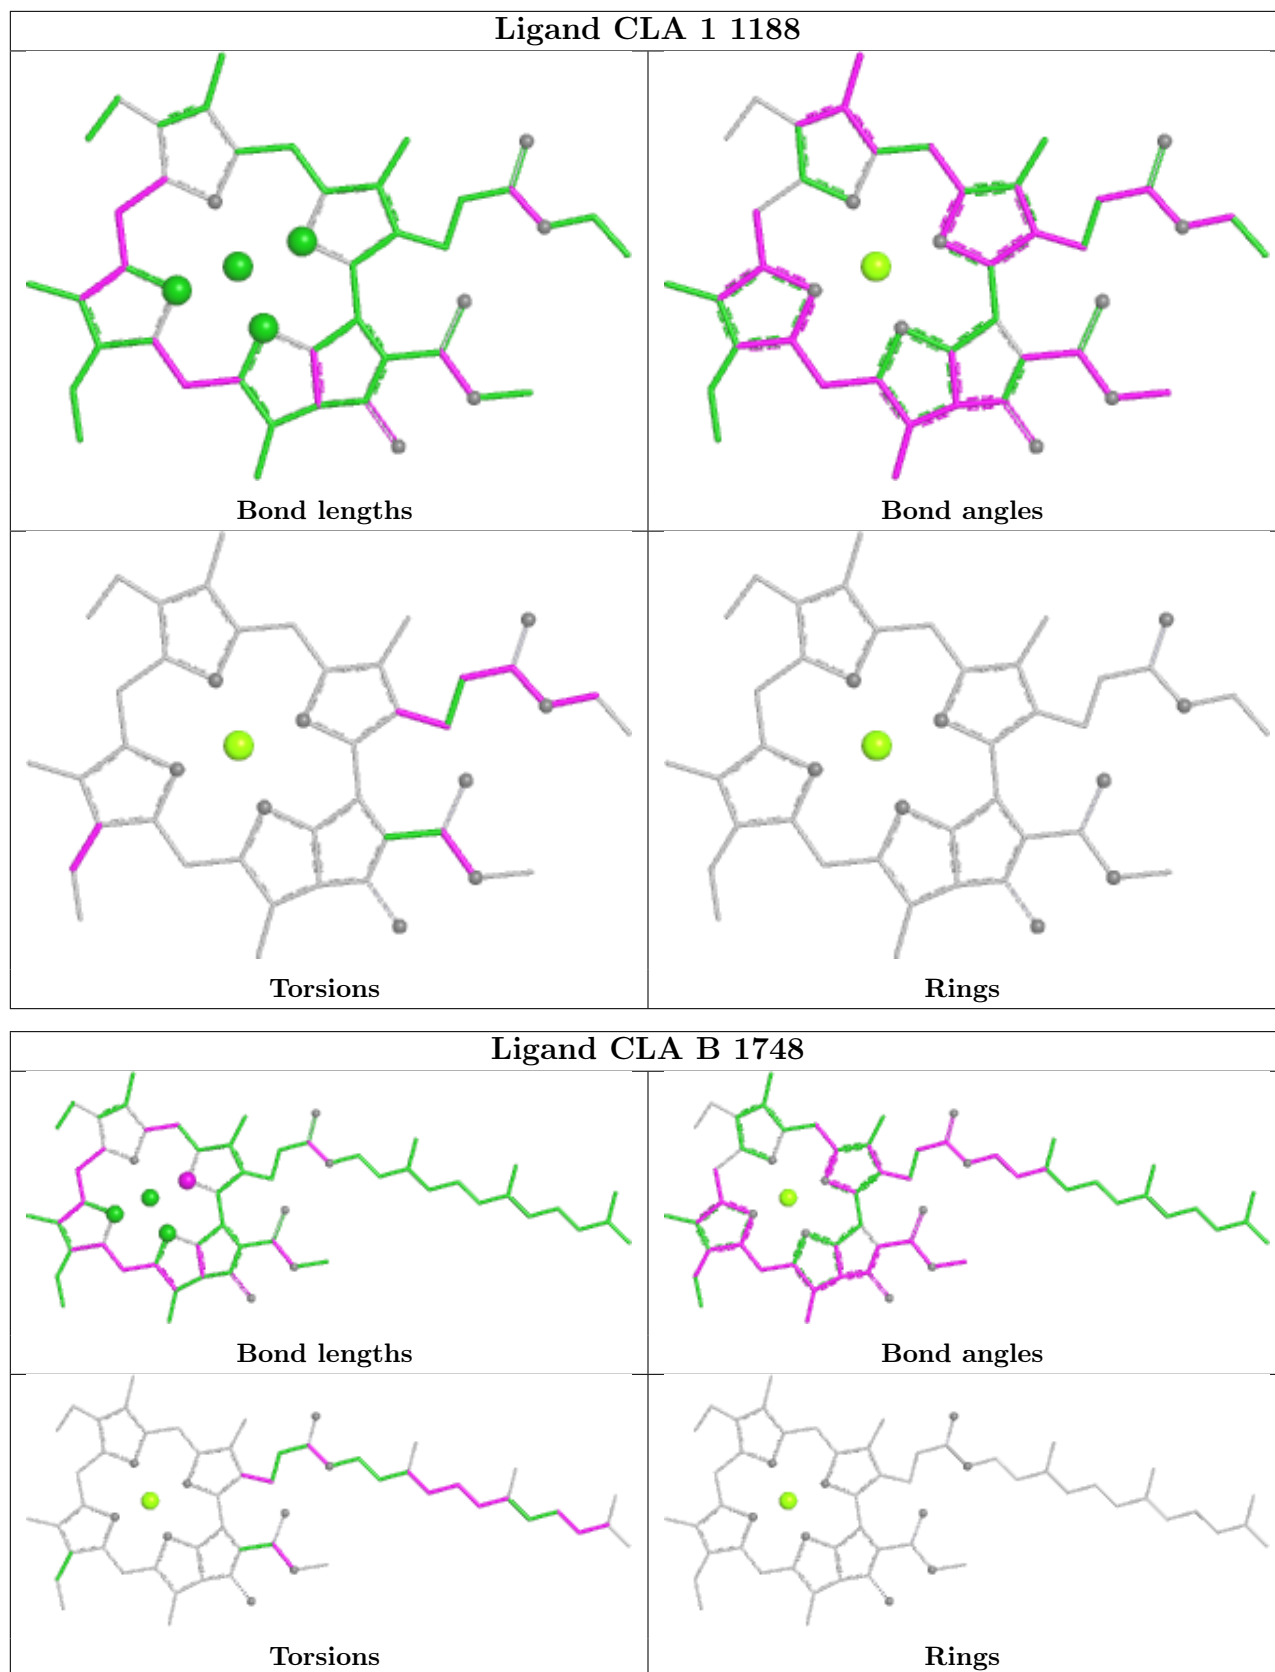 Ligand CLA 1 1188
Bond lengths
Bond angles
Torsions
Rings
Ligand CLA B 1748
Bond lengths
Bond angles
Torsions
Rings